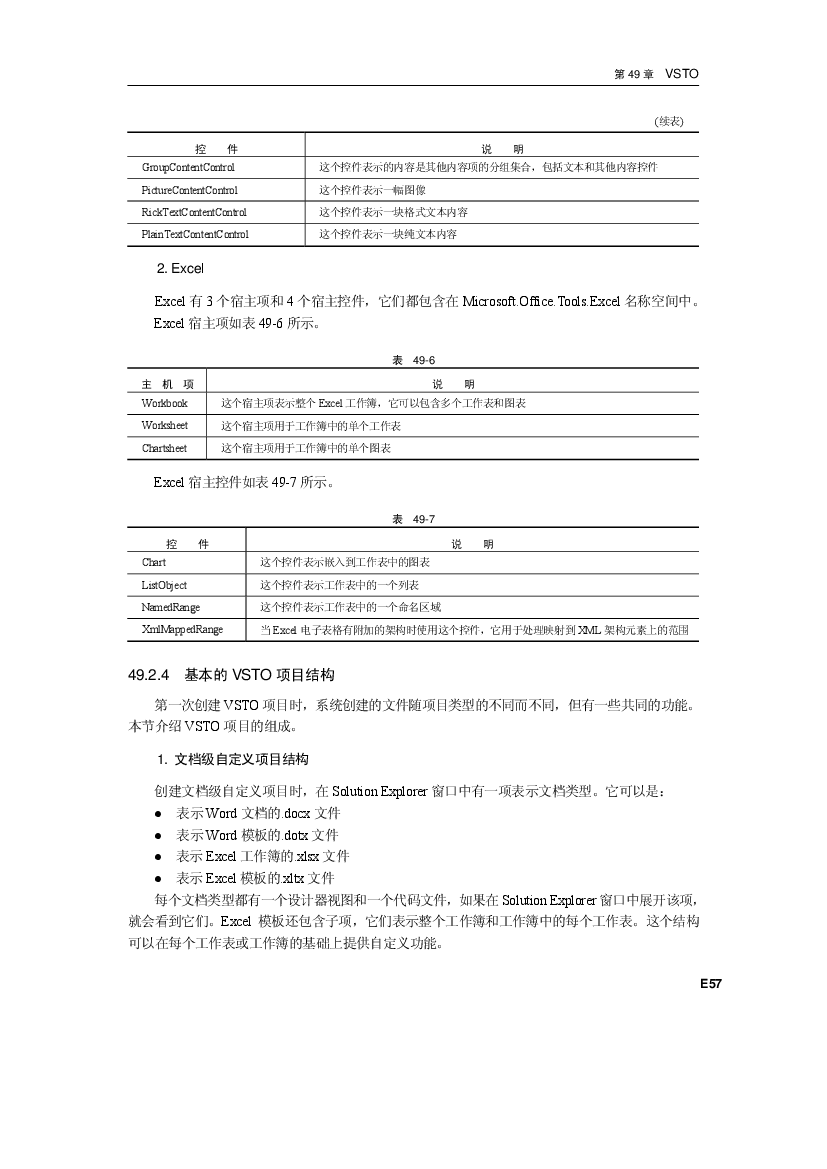 第 49 章 VSTO
(续表)
控 件 说 明
GroupContentControl 这个控件表示的内容是其他内容项的分组集合，包括文本和其他内容控件
PictureContentControl 这个控件表示一幅图像
RickTextContentControl 这个控件表示一块格式文本内容
PlainTextContentControl 这个控件表示一块纯文本内容
2. Excel
Excel 有 3 个宿主项和 4 个宿主控件，它们都包含在 Microsoft.Office.Tools.Excel 名称空间中。
Excel 宿主项如表 49-6 所示。
表 49-6
主 机 项 说 明
Workbook 这个宿主项表示整个 Excel 工作簿，它可以包含多个工作表和图表
Worksheet 这个宿主项用于工作簿中的单个工作表
Chartsheet 这个宿主项用于工作簿中的单个图表
Excel 宿主控件如表 49-7 所示。
表 49-7
控 件 说 明
Chart 这个控件表示嵌入到工作表中的图表
ListObject 这个控件表示工作表中的一个列表
NamedRange 这个控件表示工作表中的一个命名区域
XmlMappedRange 当 Excel 电子表格有附加的架构时使用这个控件，它用于处理映射到 XML 架构元素上的范围
49.2.4 基本的 VSTO 项目结构
第一次创建 VSTO 项目时，系统创建的文件随项目类型的不同而不同，但有一些共同的功能。
本节介绍 VSTO 项目的组成。
1. 文档级自定义项目结构
创建文档级自定义项目时，在 Solution Explorer 窗口中有一项表示文档类型。它可以是：
● 表示 Word 文档的.docx 文件
● 表示 Word 模板的.dotx 文件
● 表示 Excel 工作簿的.xlsx 文件
● 表示 Excel 模板的.xltx 文件
每个文档类型都有一个设计器视图和一个代码文件，如果在 Solution Explorer 窗口中展开该项，
就会看到它们。Excel 模板还包含子项，它们表示整个工作簿和工作簿中的每个工作表。这个结构
可以在每个工作表或工作簿的基础上提供自定义功能。
E57